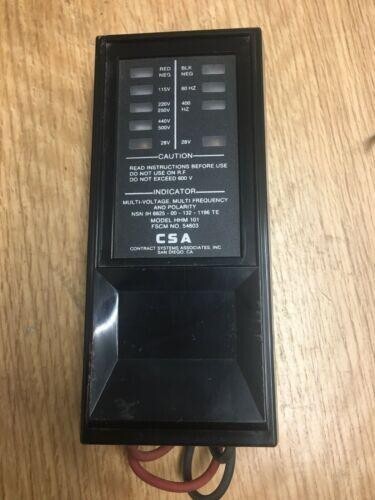 RED NEG
BLK NEG
115V
60 HZ
220V 250V
400 HZ
440V 500V
28V
28V
CAUTION
READ INSTRUCTIONS BEFORE USE
DO NOT USE ON R.F.
DO NOT EXCEED 600 V
INDICATOR
MULTI-VOLTAGE, MULTI FREQUENCY
AND POLARITY
NSN IH 6625 - 00 - 132 - 1196 TE
MODEL HHM 101
FSCM NO. 54603
CSA
CONTRACT SYSTEMS ASSOCIATES, INC.
SAN DIEGO, CA